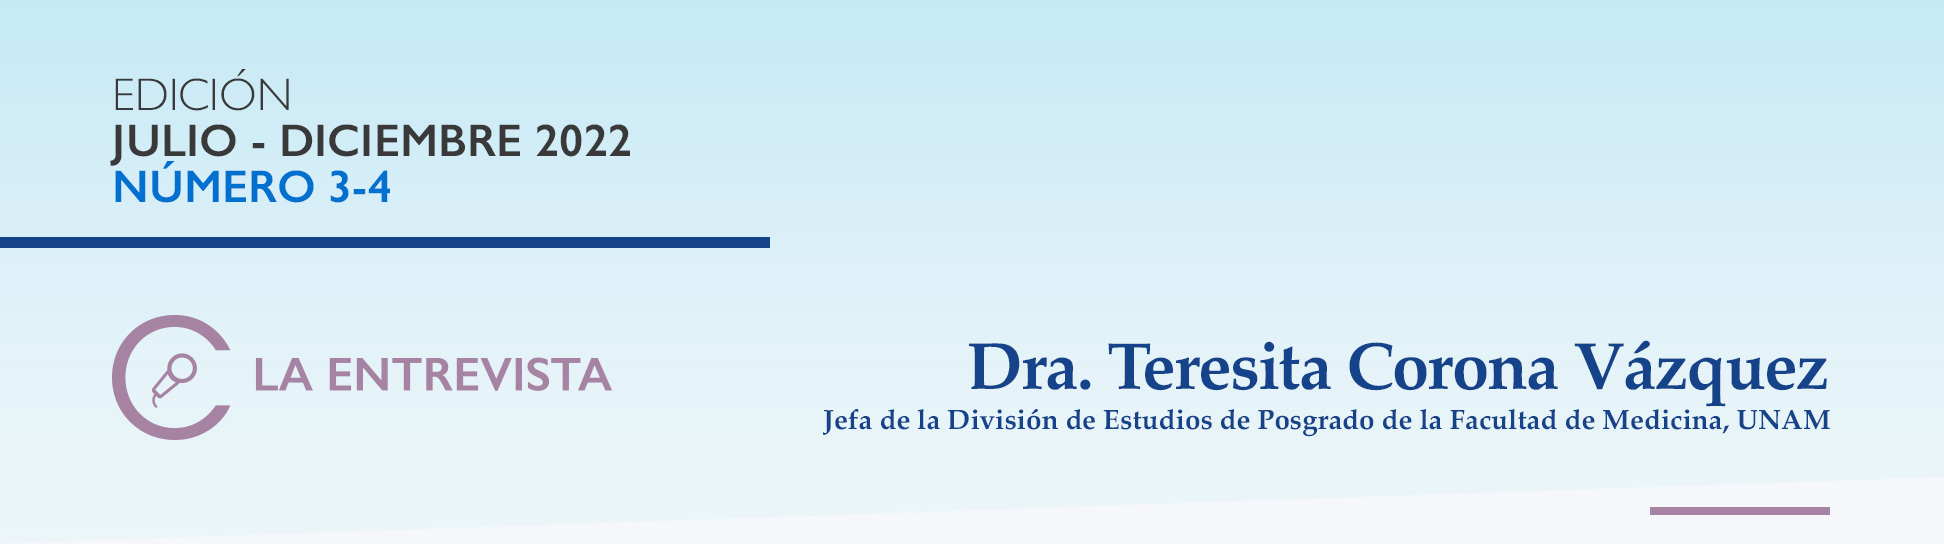 EDICIÓN
JULIO - DICIEMBRE 2022
NÚMERO 3-4
LA ENTREVISTA
Dra. Teresita Corona Vázquez
Jefa de la División de Estudios de Posgrado de la Facultad de Medicina, UNAM